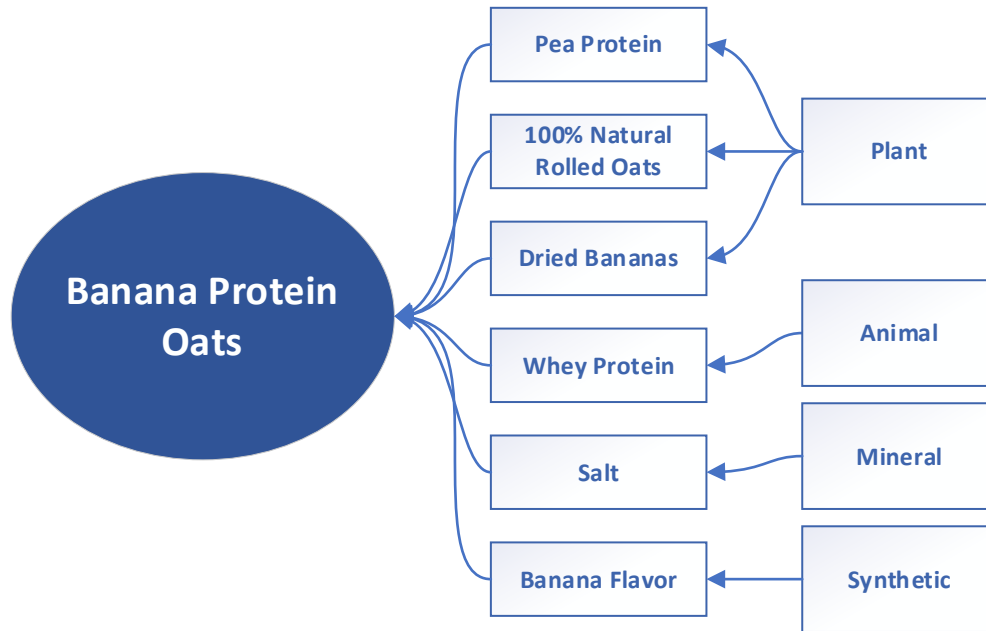 Pea Protein
100% Natural
Rolled Oats
Plant
Dried Bananas
Banana Protein
Oats
Whey Protein
Animal
Salt
Mineral
Banana Flavor
Synthetic